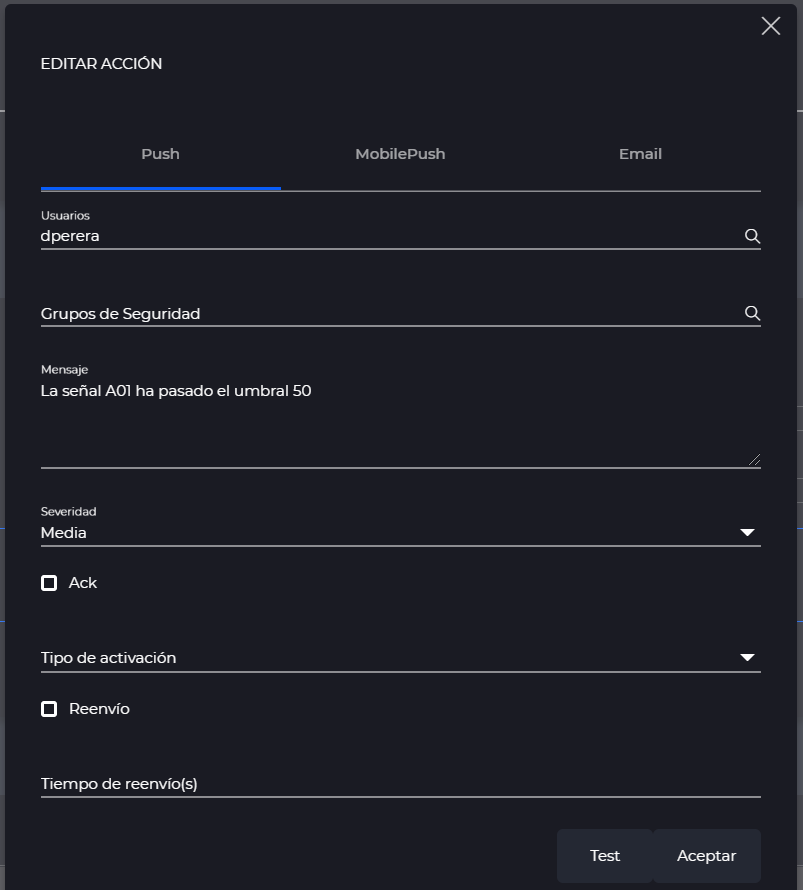 EDITAR ACCIÓN
Push
MobilePush
Email
Usuarios
dperera
Grupos de Seguridad
Mensaje
La señal A01 ha pasado el umbral 50
Severidad
Media
Ack
Tipo de activación
Reenvío
Tiempo de reenvío(s)
Test
Aceptar